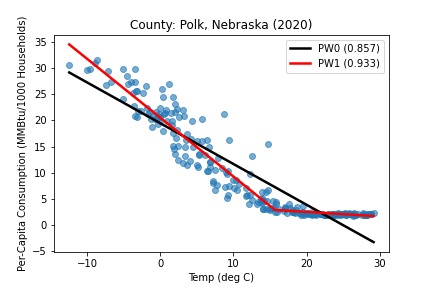 County: Polk, Nebraska (2020)
Per-Capita Consumption (MMBtu/1000 Households)
35
30
25
20
15
10
5
0
−5
PW0 (0.857)
PW1 (0.933)
−10
0
10
20
30
Temp (deg C)